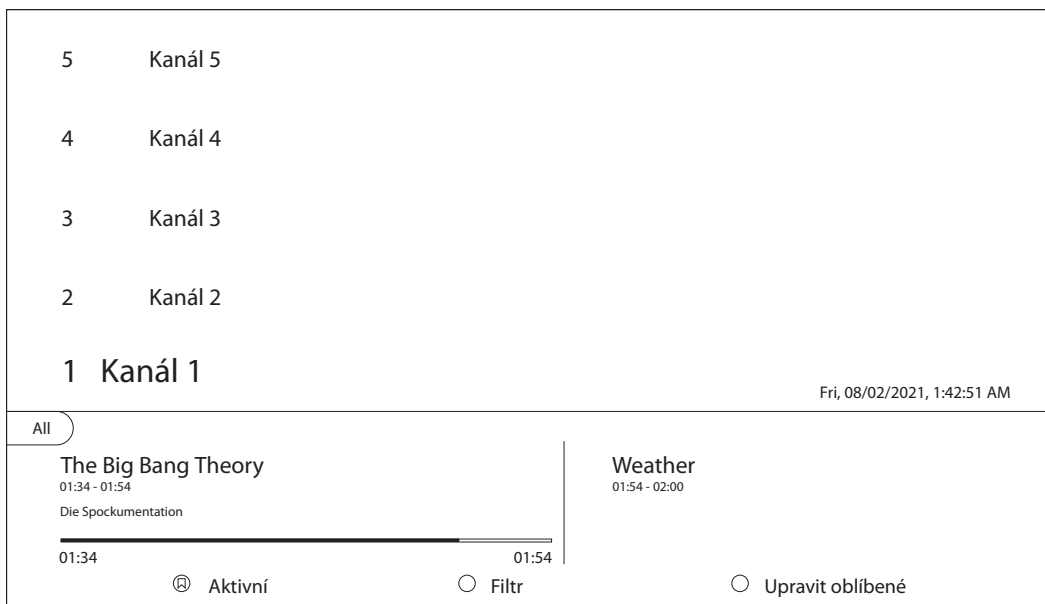 5 Kanál 5
4 Kanál 4
3 Kanál 3
2 Kanál 2
1 Kanál 1
Fri, 08/02/2021, 1:42:51 AM
All
The Big Bang Theory
01:34 - 01:54
Die Spockumentation
01:34 01:54
Weather
01:54 - 02:00
Aktivní Filtr Upravit oblíbené